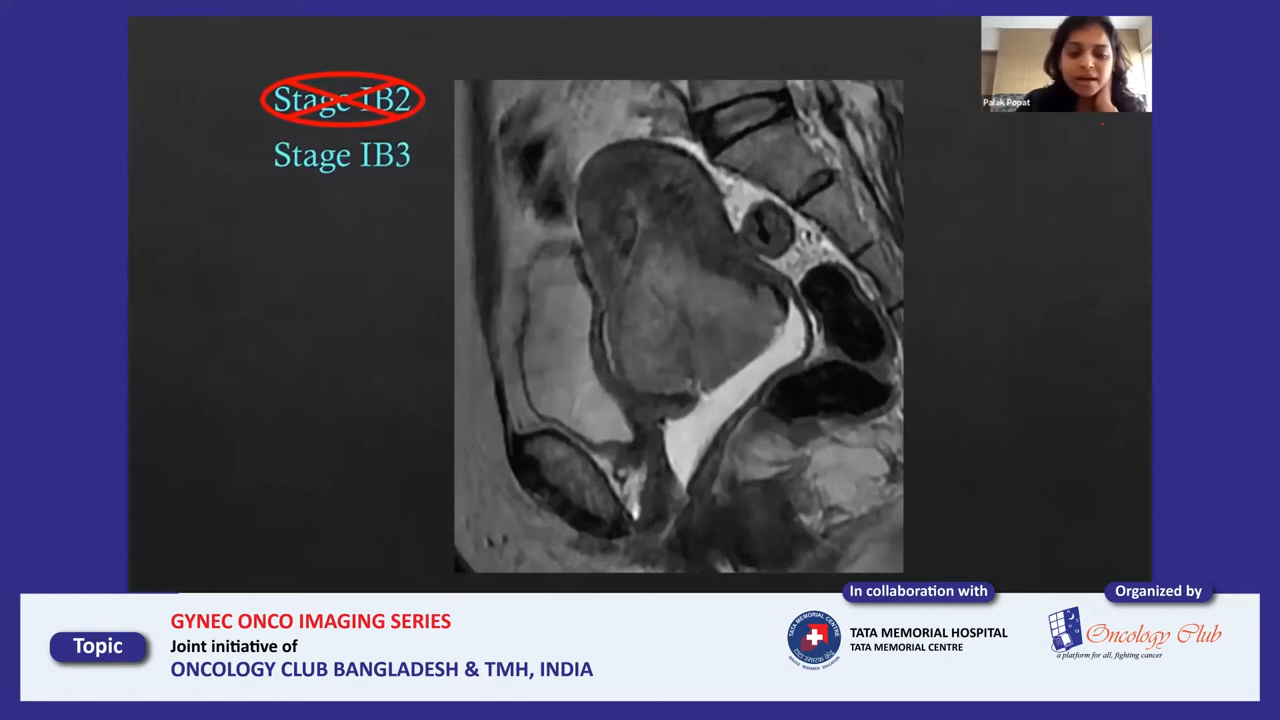 Stage IB2
Stage IB3
Palak Popat
Topic
GYNEC ONCO IMAGING SERIES
Joint initiative of
ONCOLOGY CLUB BANGLADESH & TMH, INDIA
In collaboration with
TATA MEMORIAL HOSPITAL
TATA MEMORIAL CENTRE
Organized by
Oncology Club
a platform for all, fighting cancer